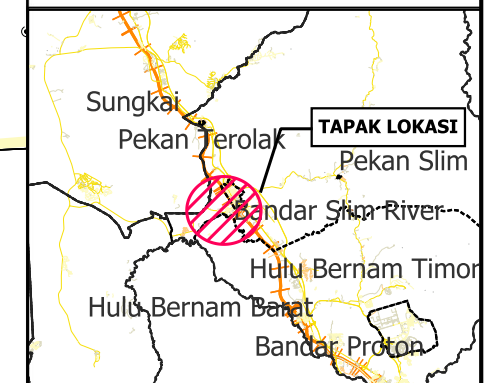 Sungkai
Pekan Terolak
TAPAK LOKASI
Pekan Slim
Bandar Slim River
Hulu Bernam Timor
Hulu Bernam Barat
Bandar Proton